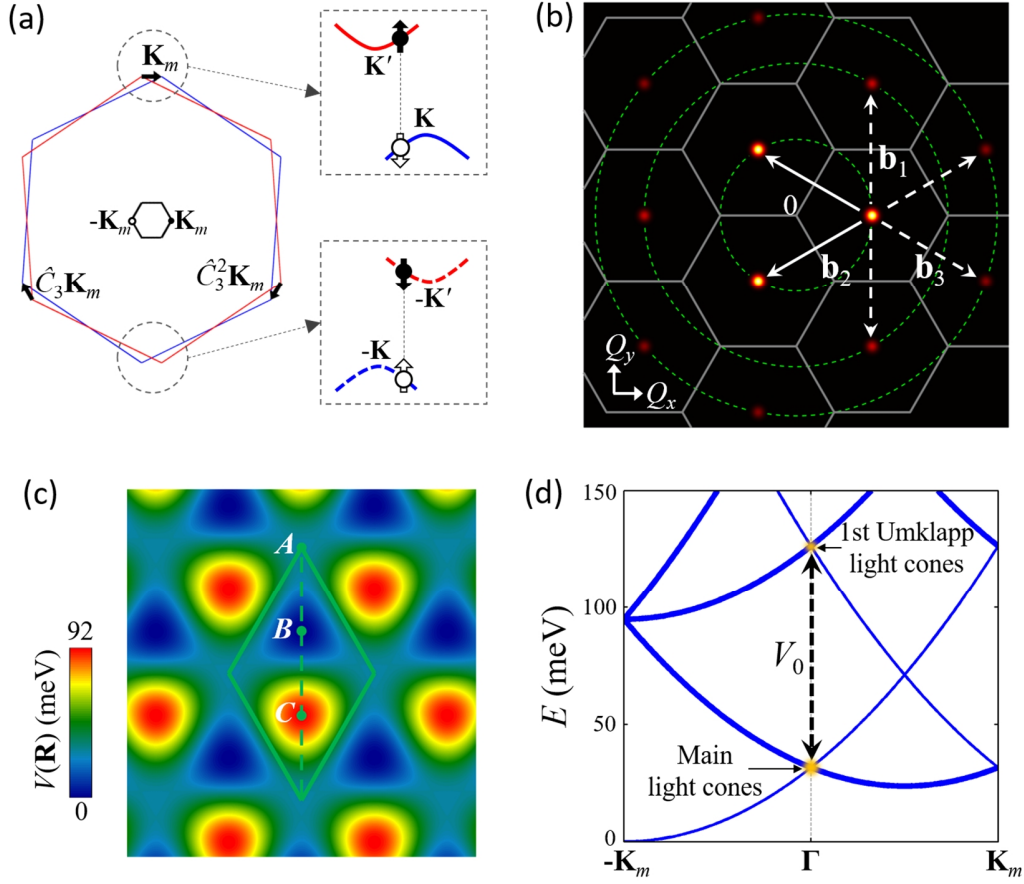 (a)
K_m
K′
K
-K_m
K_m
Ĉ_3K_m
Ĉ_3^2K_m
-K′
-K
(b)
b_1
0
b_2
b_3
Q_y
Q_x
(c)
A
B
C
92
V(R) (meV)
0
(d)
150
100
50
0
E (meV)
1st Umklapp
light cones
V_0
Main
light cones
-K_m
Γ
K_m